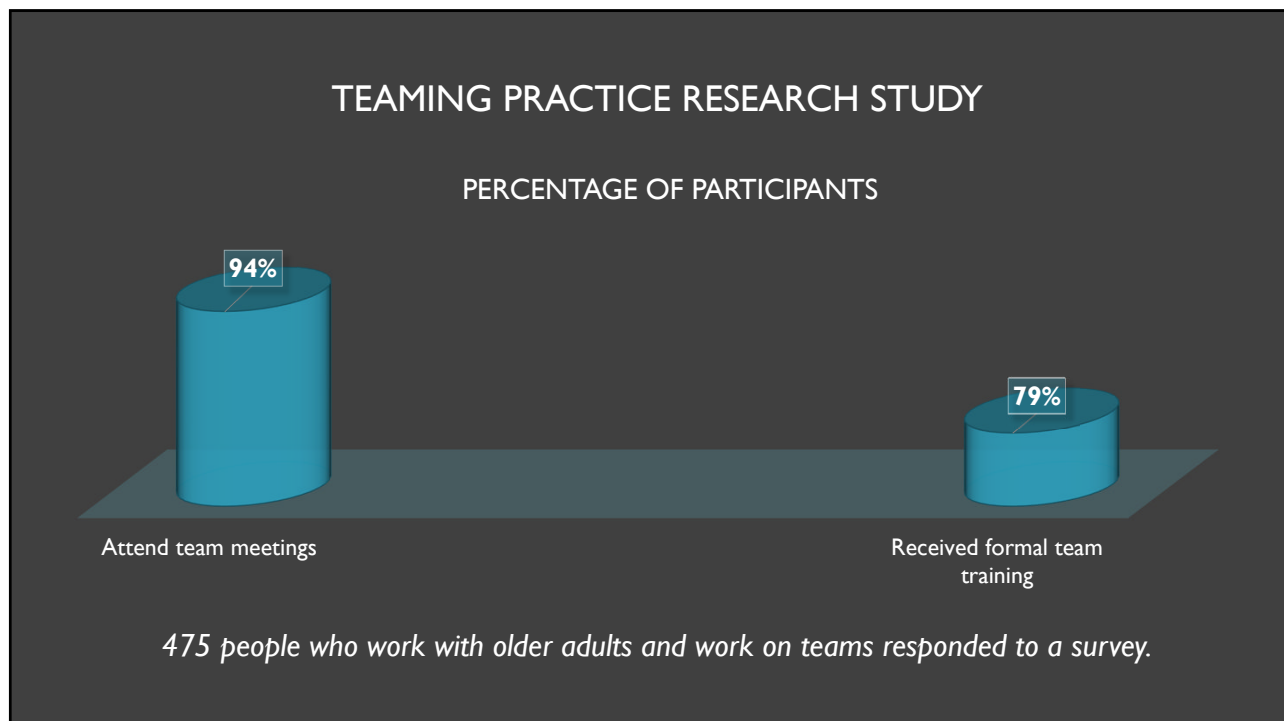 TEAMING PRACTICE RESEARCH STUDY
PERCENTAGE OF PARTICIPANTS
94%
79%
Attend team meetings
Received formal team
training
475 people who work with older adults and work on teams responded to a survey.